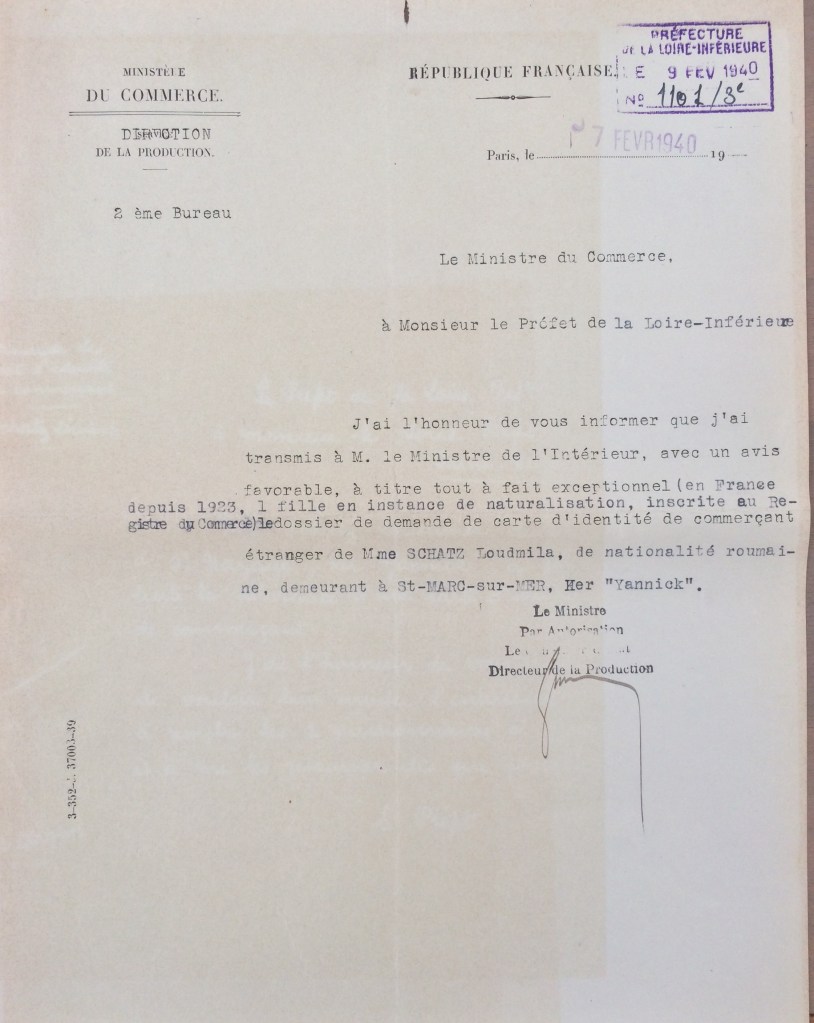 MINISTÈRE
DU COMMERCE.
DIRECTION
DE LA PRODUCTION.
2 ème Bureau
RÉPUBLIQUE FRANÇAISE.
PRÉFECTURE
DE LA LOIRE-INFÉRIEURE
LE 9 FEV 1940
No 1101/3e
Paris, le 7 FEVR 1940 19
Le Ministre du Commerce,
à Monsieur le Préfet de la Loire-Inférieure
J'ai l'honneur de vous informer que j'ai
transmis à M. le Ministre de l'Intérieur, avec un avis
favorable, à titre tout à fait exceptionnel (en France
depuis 1923, 1 fille en instance de naturalisation, inscrite au Re-
gistre du Commerce) le dossier de demande de carte d'identité de commerçant
étranger de Mme SCHATZ Loudmila, de nationalité roumai-
ne, demeurant à St-MARC-sur-MER, Her "Yannick".
Le Ministre
Par Autorisation
Le
Directeur de la Production